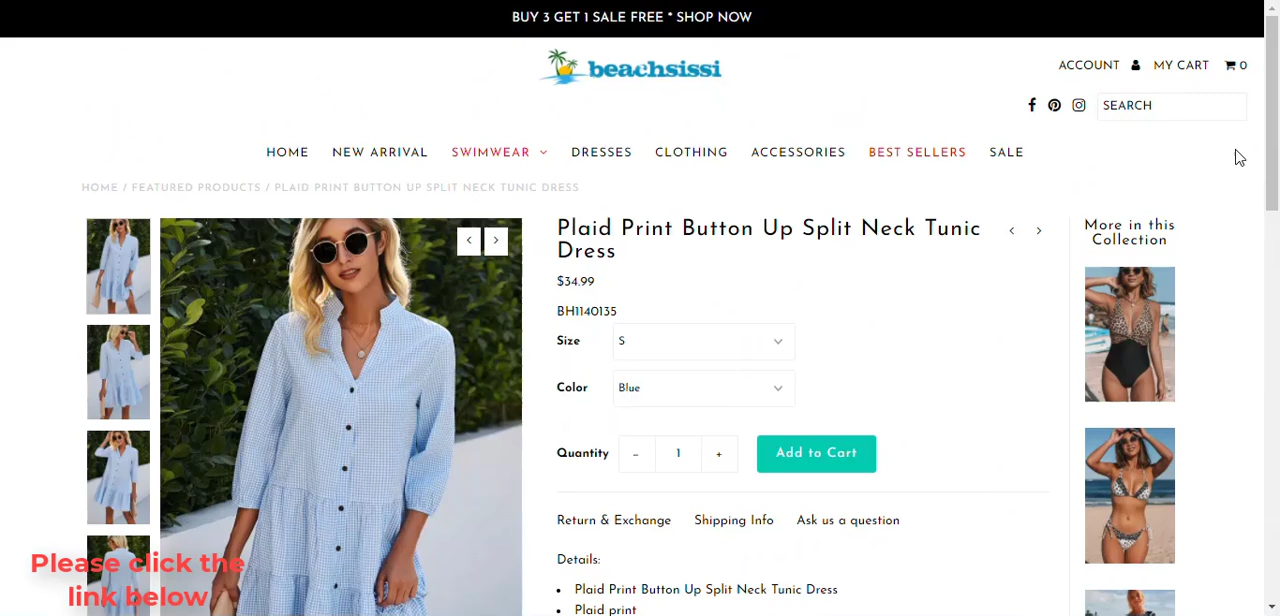 BUY 3 GET 1 SALE FREE * SHOP NOW
beachsissi
ACCOUNT MY CART 0
SEARCH
HOME NEW ARRIVAL SWIMWEAR DRESSES CLOTHING ACCESSORIES BEST SELLERS SALE
HOME / FEATURED PRODUCTS / PLAID PRINT BUTTON UP SPLIT NECK TUNIC DRESS
Plaid Print Button Up Split Neck Tunic
Dress
$34.99
BH1140135
Size S
Color Blue
Quantity - 1 + Add to Cart
Return & Exchange Shipping Info Ask us a question
Details:
• Plaid Print Button Up Split Neck Tunic Dress
• Plaid print
More in this
Collection
Please click the
link below